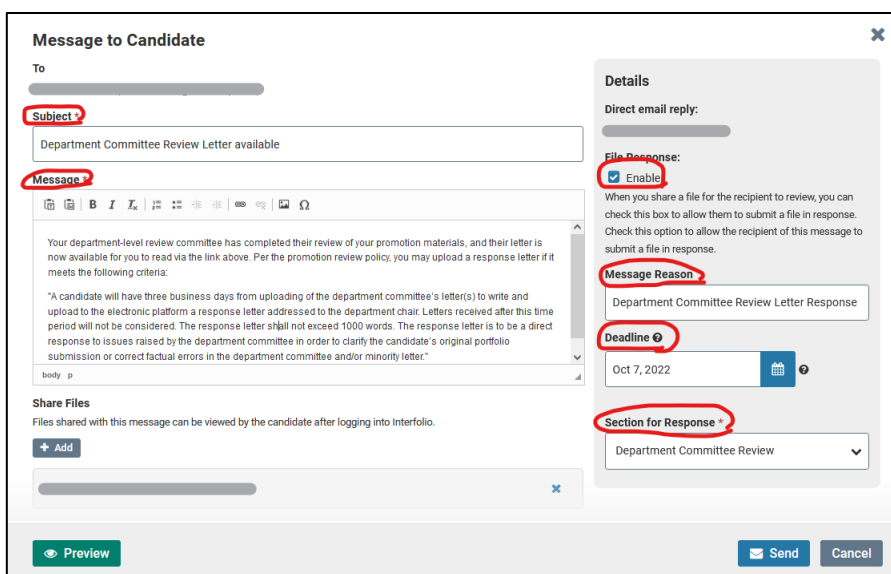 Message to Candidate
To
Subject *
Department Committee Review Letter available
Message *
B I Tx Ω
Your department-level review committee has completed their review of your promotion materials, and their letter is
now available for you to read via the link above. Per the promotion review policy, you may upload a response letter if it
meets the following criteria:
"A candidate will have three business days from uploading of the department committee's letter(s) to write and
upload to the electronic platform a response letter addressed to the department chair. Letters received after this time
period will not be considered. The response letter shall not exceed 1000 words. The response letter is to be a direct
response to issues raised by the department committee in order to clarify the candidate's original portfolio
submission or correct factual errors in the department committee and/or minority letter."
body p
Share Files
Files shared with this message can be viewed by the candidate after logging into Interfolio.
+ Add
Preview
Details
Direct email reply:
File Response:
Enable
When you share a file for the recipient to review, you can
check this box to allow them to submit a file in response.
Check this option to allow the recipient of this message to
submit a file in response.
Message Reason
Department Committee Review Letter Response
Deadline
Oct 7, 2022
Section for Response *
Department Committee Review
Send
Cancel